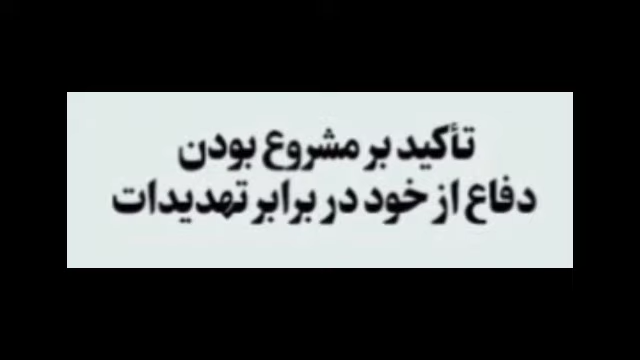 تأکید بر مشروع بودن
دفاع از خود در برابر تهدیدات